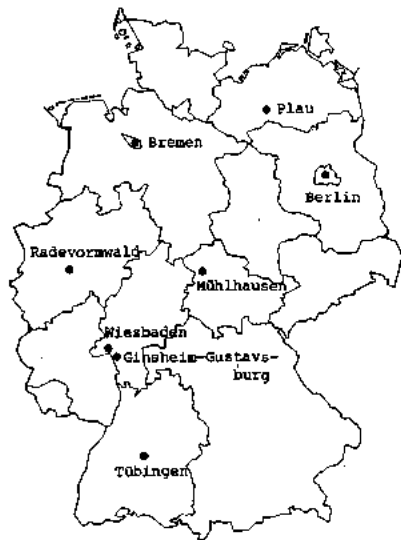 Plau
Bremen
Berlin
Radevormwald
Mühlhausen
Wiesbaden
Ginsheim-Gustavs-
burg
Tübingen